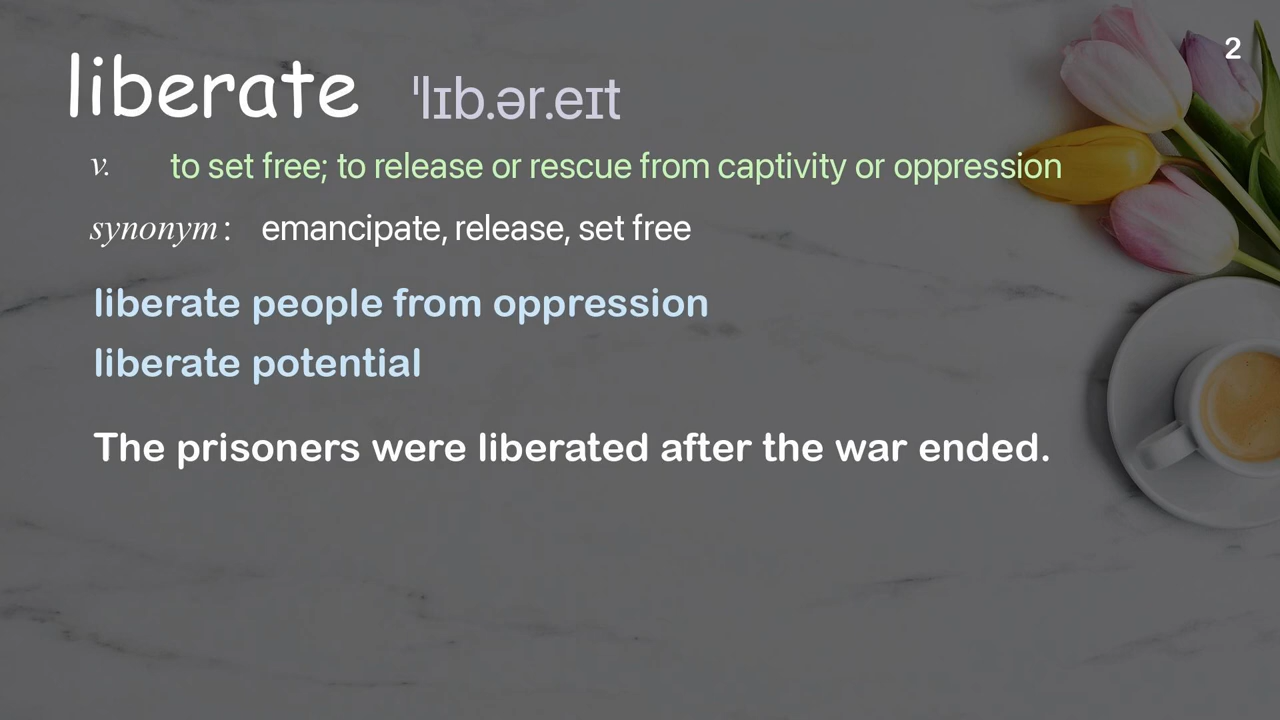 2
liberate ˈlɪb.ər.eɪt
v. to set free; to release or rescue from captivity or oppression
synonym: emancipate, release, set free
liberate people from oppression
liberate potential
The prisoners were liberated after the war ended.